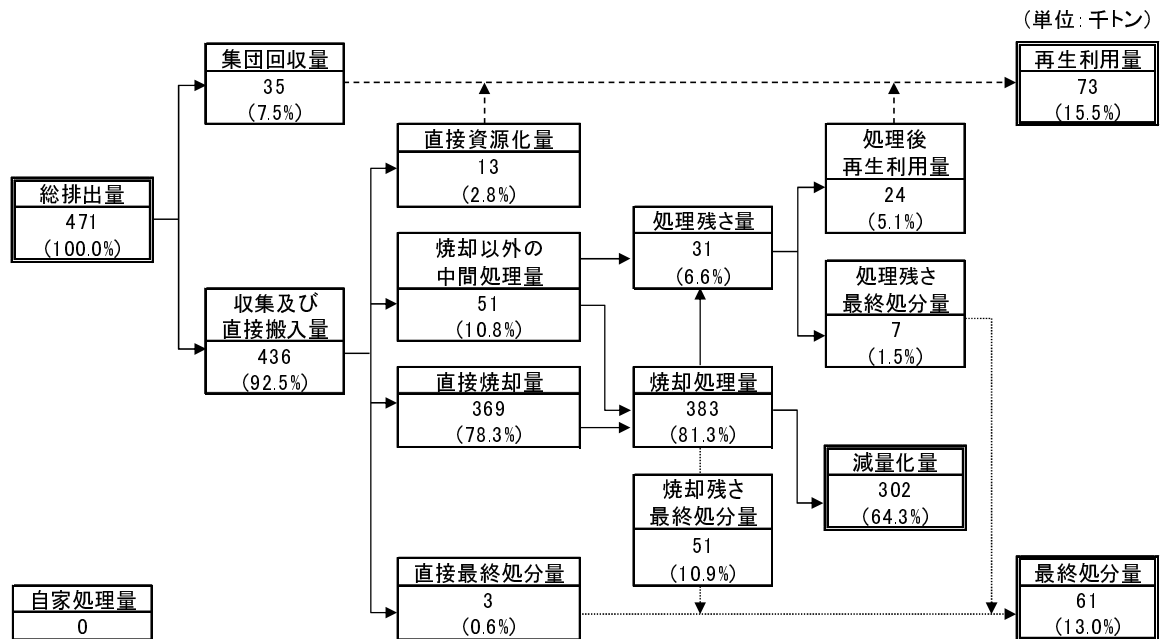 （単位：千トン）
集団回収量
35
(7.5%)
再生利用量
73
(15.5%)
直接資源化量
13
(2.8%)
処理後
再生利用量
24
(5.1%)
総排出量
471
(100.0%)
処理残さ量
31
(6.6%)
焼却以外の
中間処理量
51
(10.8%)
処理残さ
最終処分量
7
(1.5%)
収集及び
直接搬入量
436
(92.5%)
直接焼却量
369
(78.3%)
焼却処理量
383
(81.3%)
減量化量
302
(64.3%)
焼却残さ
最終処分量
51
(10.9%)
直接最終処分量
3
(0.6%)
最終処分量
61
(13.0%)
自家処理量
0